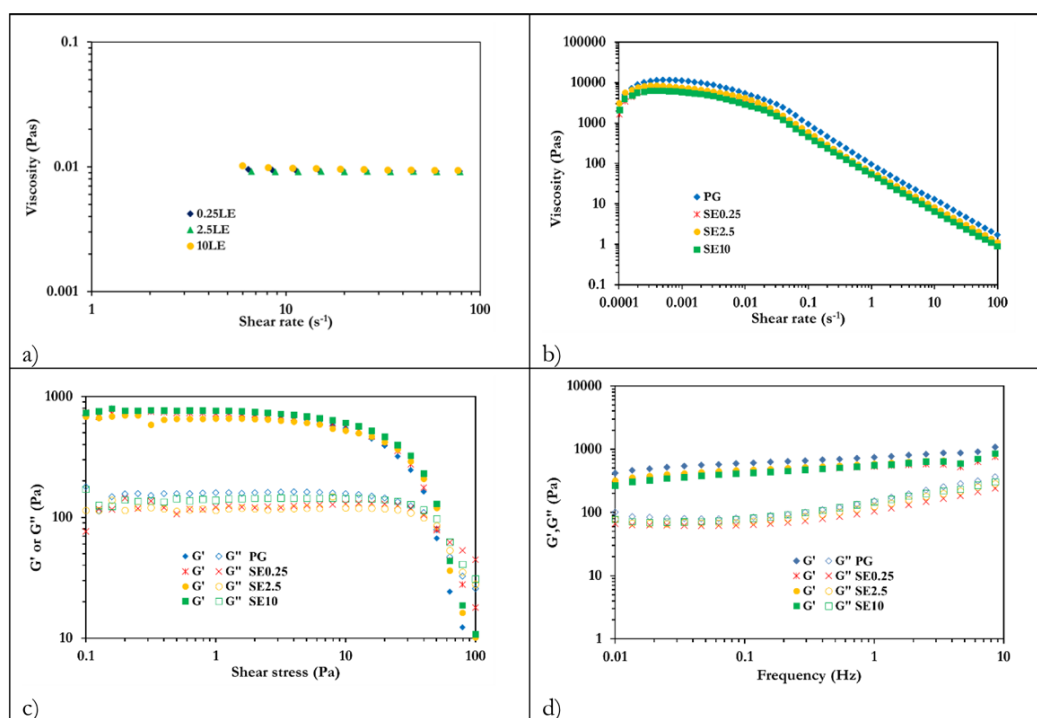 0.1
Viscosity (Pas)
0.01
0.25LE
2.5LE
10LE
0.001
1 10 100
Shear rate (s-1)
a)
100000
10000
1000
100
10
1
0.1
Viscosity (Pas)
PG
SE0.25
SE2.5
SE10
0.0001 0.001 0.01 0.1 1 10 100
Shear rate (s-1)
b)
1000
100
10
G' or G" (Pa)
G' G" PG
G' G" SE0.25
G' G" SE2.5
G' G" SE10
0.1 1 10 100
Shear stress (Pa)
c)
10000
1000
100
10
1
G',G" (Pa)
G' G" PG
G' G" SE0.25
G' G" SE2.5
G' G" SE10
0.01 0.1 1 10
Frequency (Hz)
d)